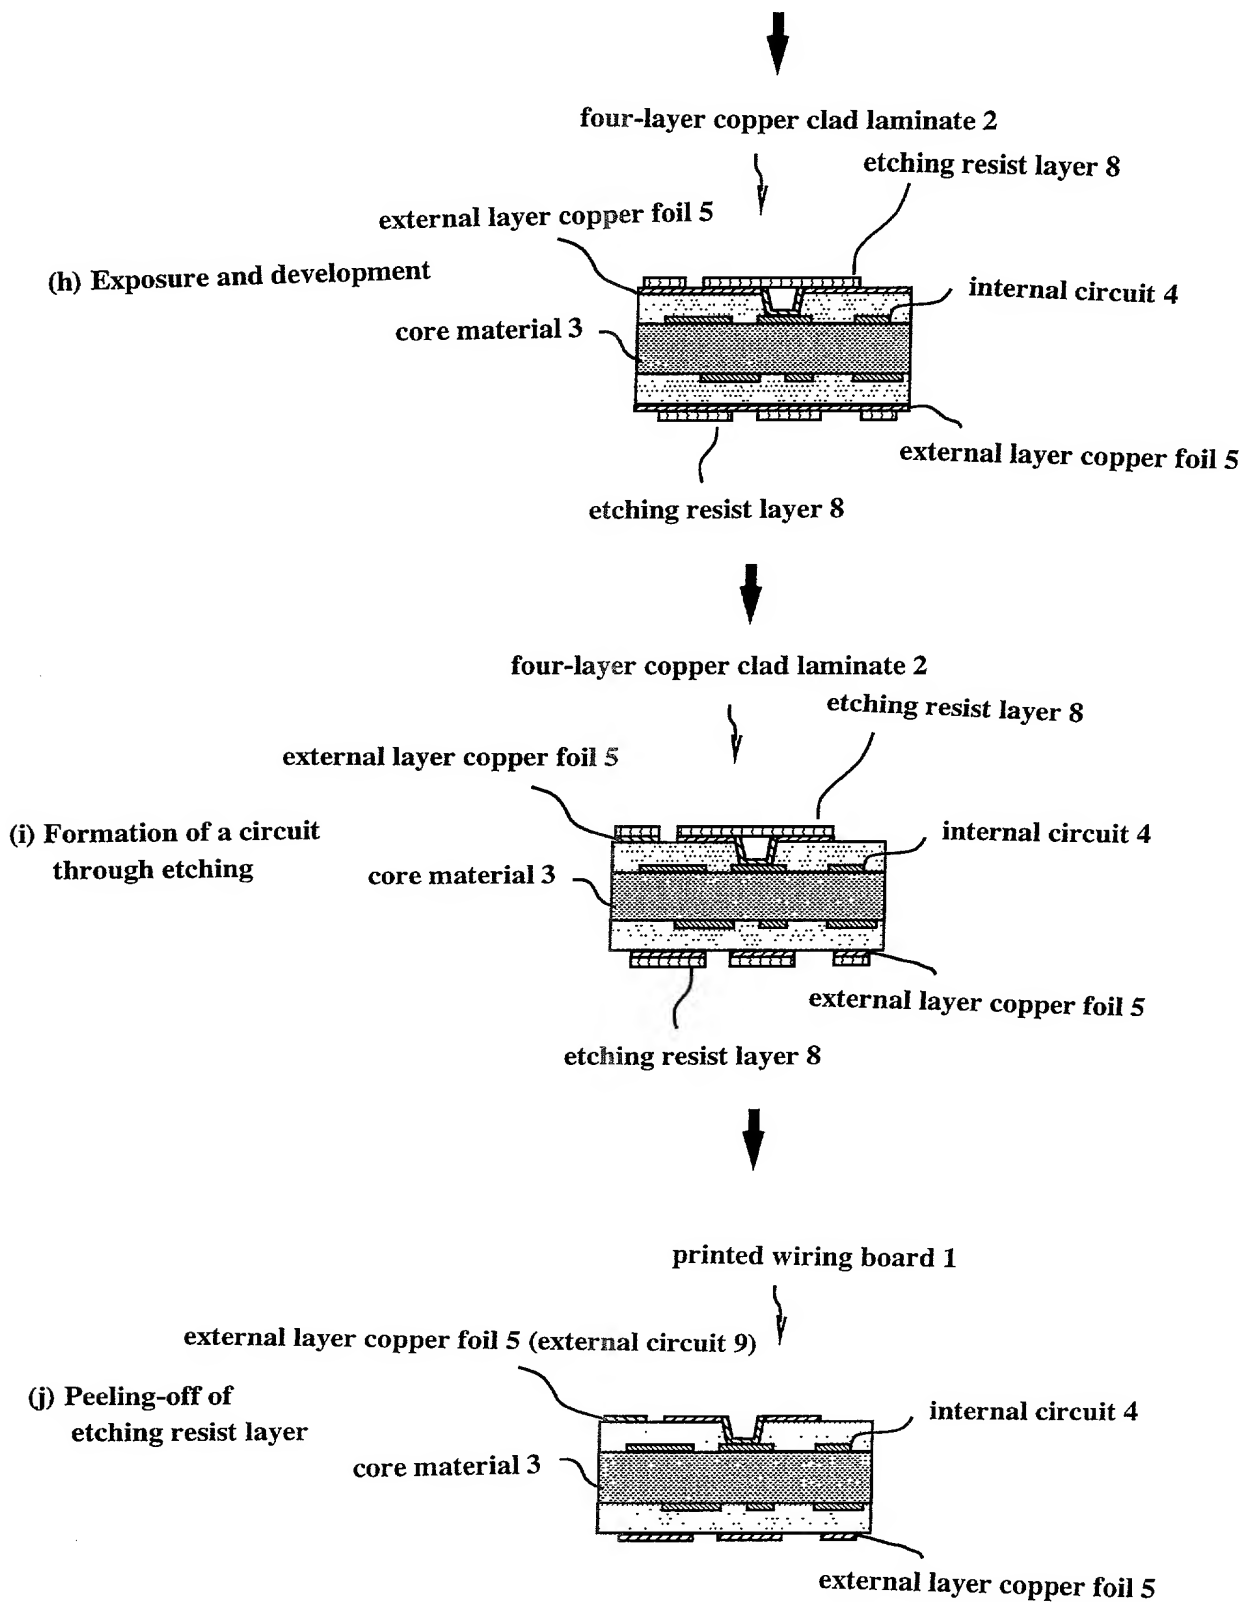 four-layer copper clad laminate 2
etching resist layer 8
external layer copper foil 5
(h) Exposure and development
internal circuit 4
core material 3
external layer copper foil 5
etching resist layer 8
four-layer copper clad laminate 2
etching resist layer 8
external layer copper foil 5
(i) Formation of a circuit
through etching
internal circuit 4
core material 3
external layer copper foil 5
etching resist layer 8
printed wiring board 1
external layer copper foil 5 (external circuit 9)
(j) Peeling-off of
etching resist layer
internal circuit 4
core material 3
external layer copper foil 5